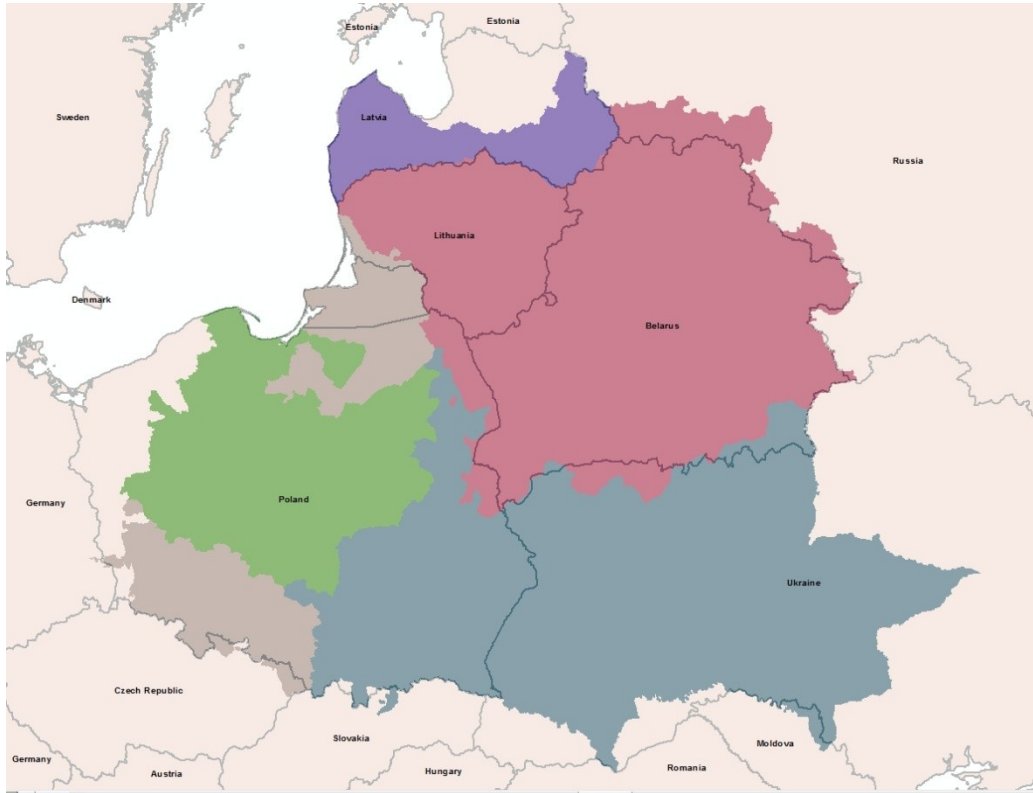 Estonia
Estonia
Sweden
Latvia
Russia
Lithuania
Denmark
Belarus
Germany
Poland
Ukraine
Czech Republic
Slovakia
Moldova
Germany
Austria
Hungary
Romania